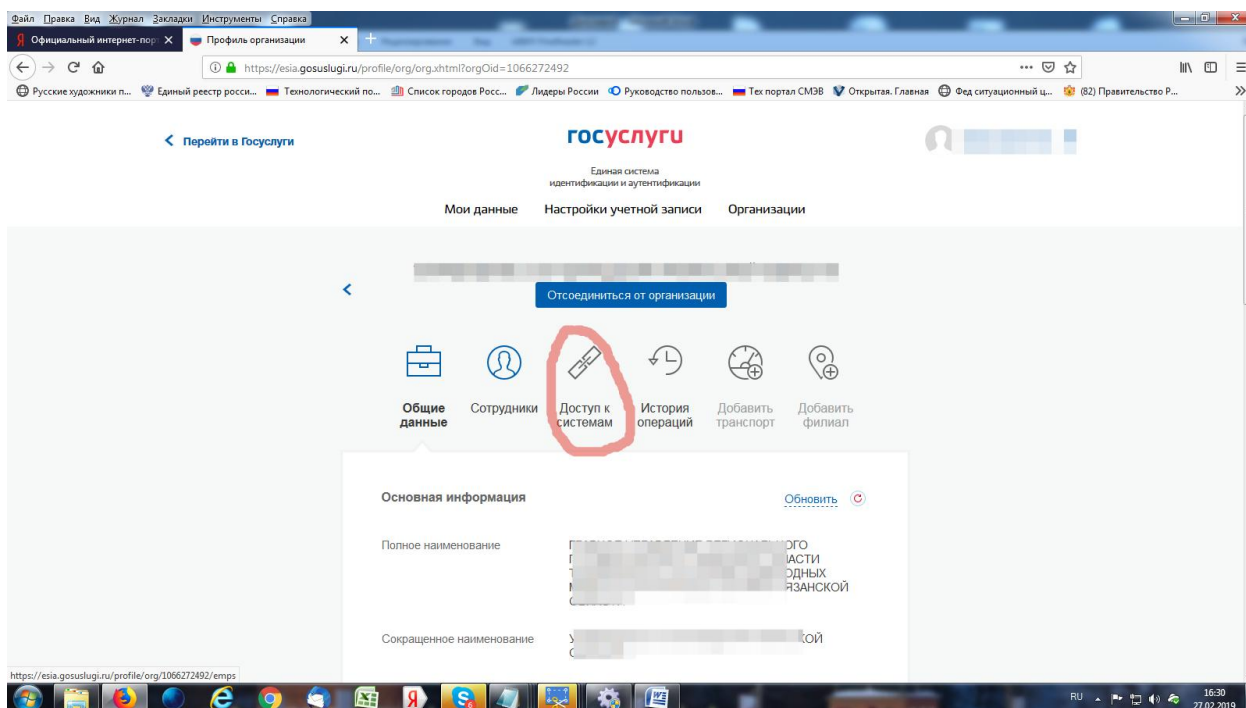 Файл Правка Вид Журнал Закладки Инструменты Справка
Официальный интернет-пор Профиль организации
https://esia.gosuslugi.ru/profile/org/org.xhtml?orgOid=1066272492
Русские художники п... Единый реестр росси... Технологический по... Список городов Росс... Лидеры России Руководство пользов... Тех портал СМЭВ Открытая. Главная Фед ситуационный ц... (82) Правительство Р...
Перейти в Госуслуги
госуслуги
Единая система
идентификации и аутентификации
Мои данные Настройки учетной записи Организации
Отсоединиться от организации
Общие данные
Сотрудники
Доступ к системам
История операций
Добавить транспорт
Добавить филиал
Основная информация Обновить
Полное наименование
Сокращенное наименование
https://esia.gosuslugi.ru/profile/org/1066272492/emps
RU 16:30
27.02.2019